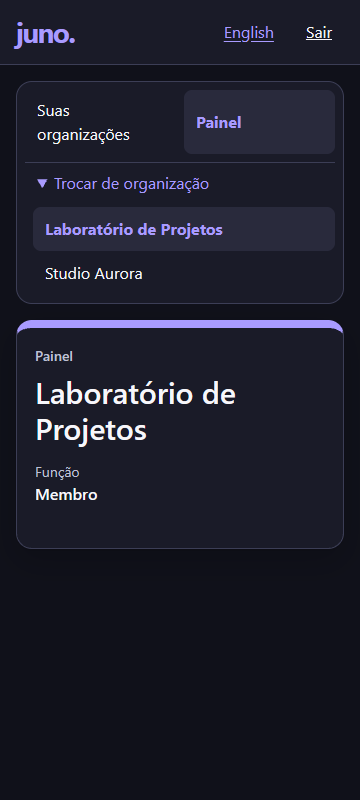 juno.
English
Sair
Suas
organizações
Painel
▼ Trocar de organização
Laboratório de Projetos
Studio Aurora
Painel
Laboratório de
Projetos
Função
Membro